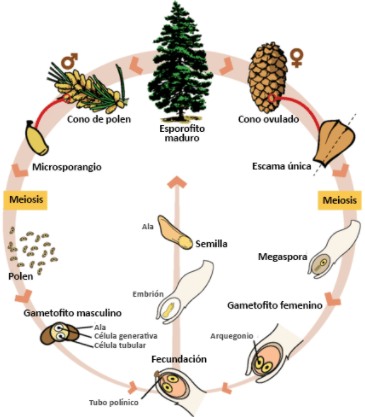 ♂
♀
Cono de polen
Esporofito
maduro
Cono ovulado
Microsporangio
Escama única
Meiosis
Meiosis
Ala
Semilla
Polen
Megaspora
Embrión
Gametofito masculino
Gametofito femenino
Ala
Célula generativa
Célula tubular
Arquegonio
Fecundación
Tubo polínico